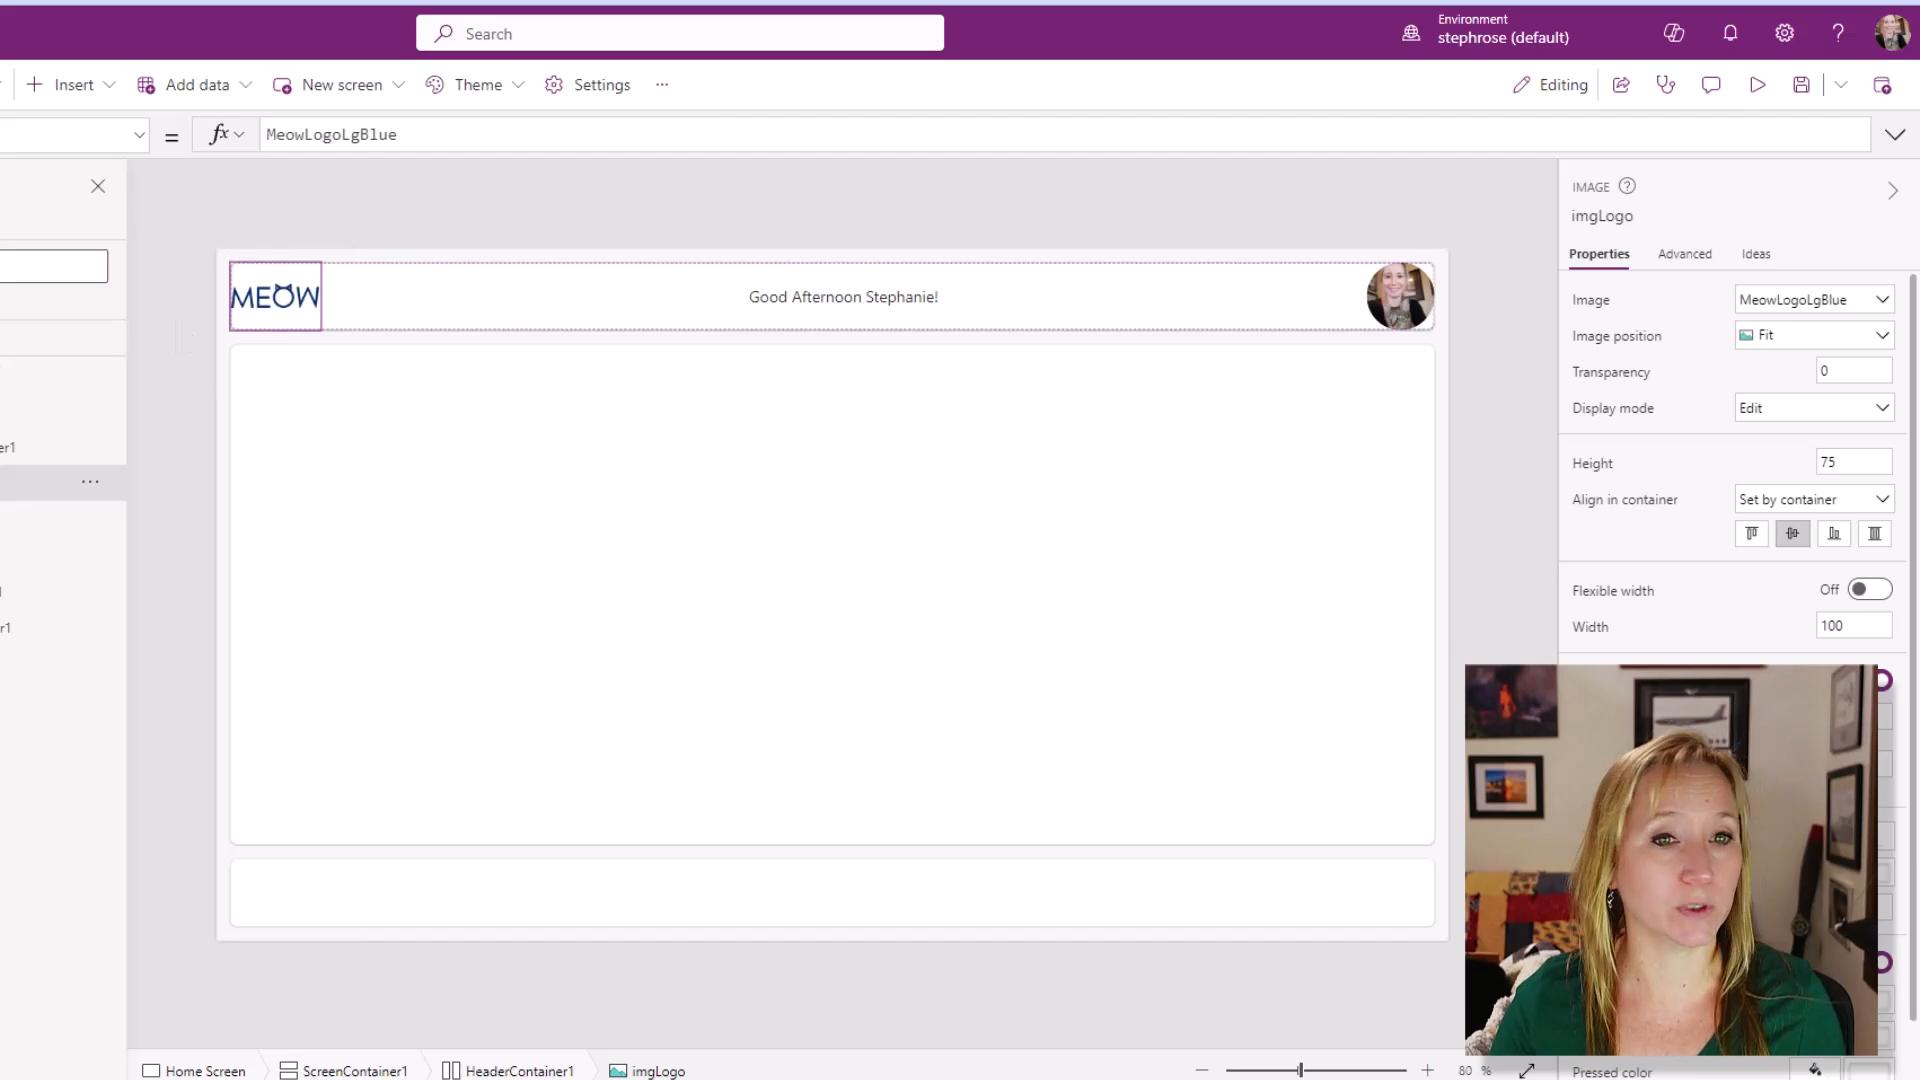 Search
Environment
stephrose (default)
Insert
Add data
New screen
Theme
Settings
Editing
= fx MeowLogoLgBlue
IMAGE
imgLogo
Properties Advanced Ideas
MEOW
Good Afternoon Stephanie!
Image MeowLogoLgBlue
Image position Fit
Transparency 0
Display mode Edit
er1
Height 75
Align in container Set by container
Flexible width Off
Width 100
r1
Home Screen ScreenContainer1 HeaderContainer1 imgLogo
80 %
Pressed color